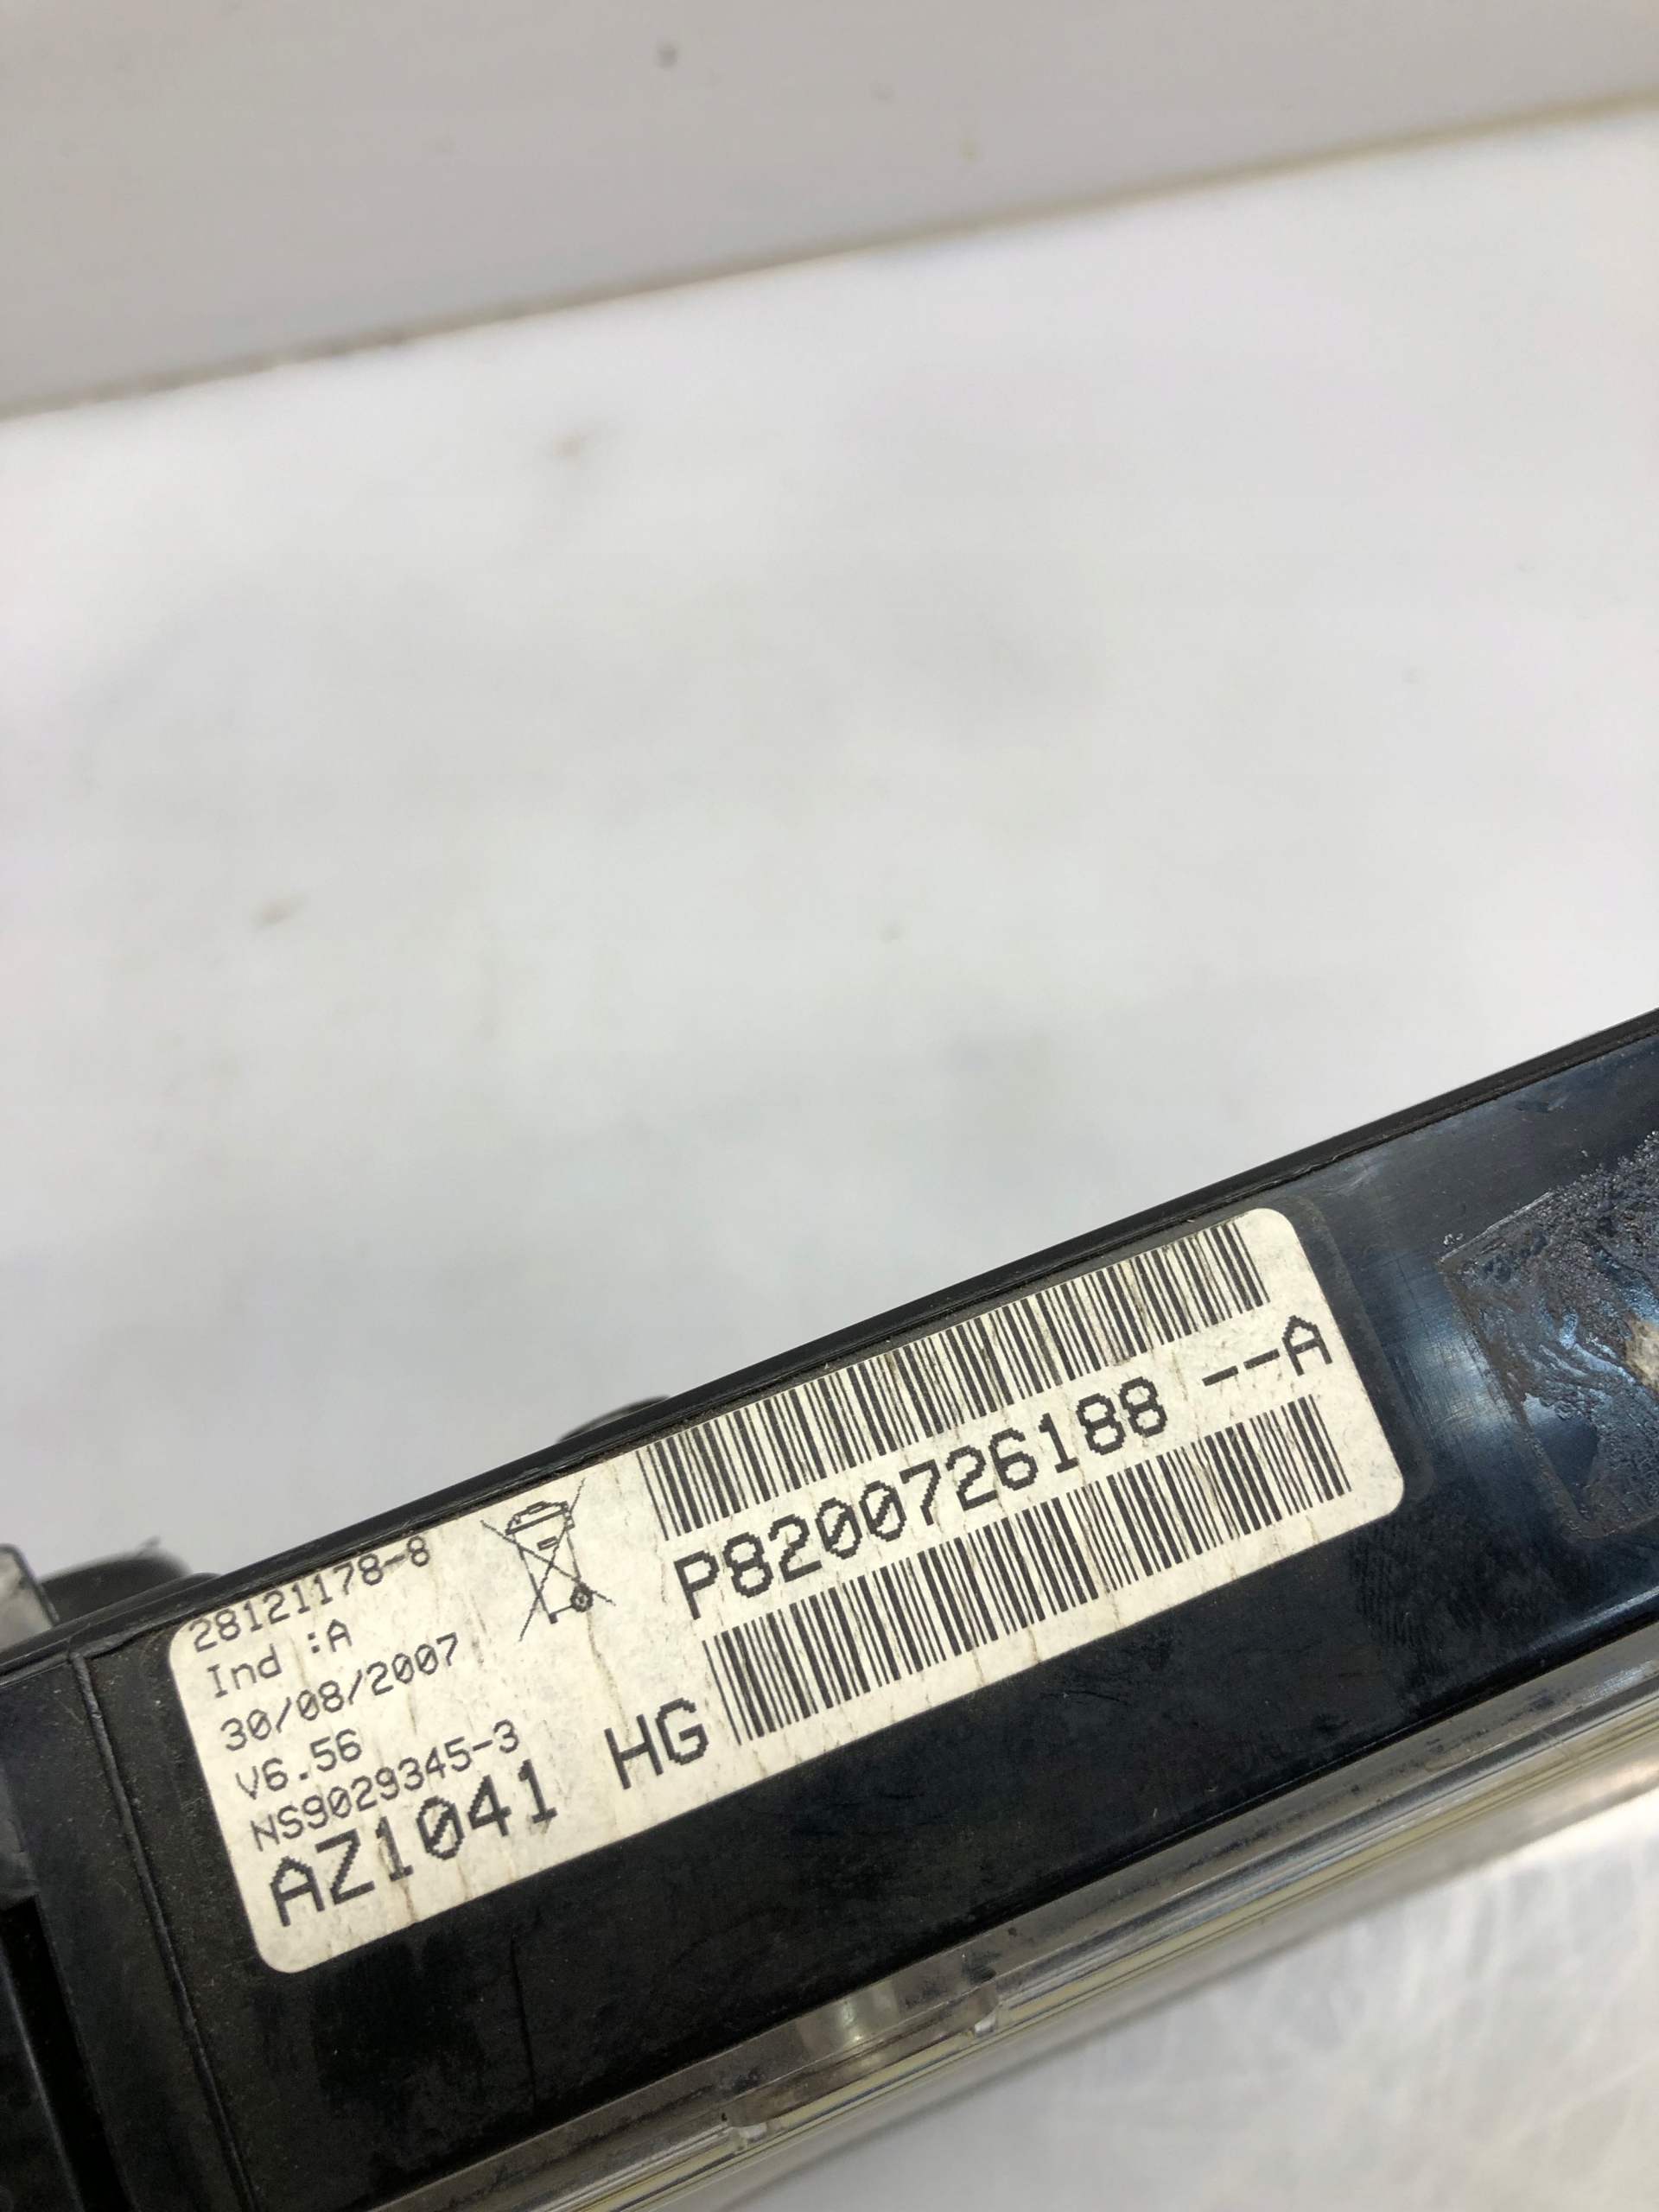 28121178-8
Ind :A
30/08/2007
V6.56
NS9029345-3
AZ1041 HG
P8200726188 --A